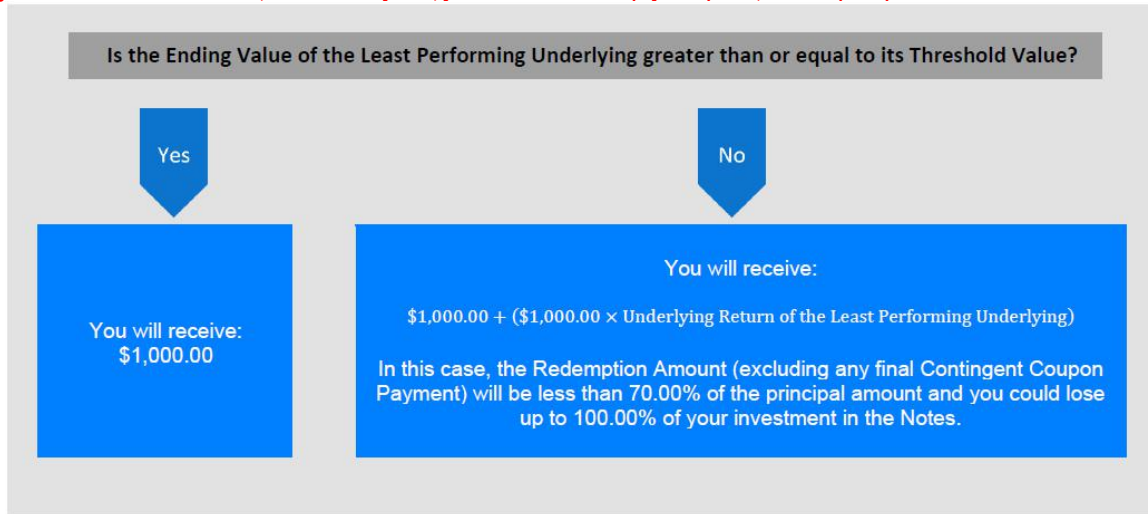 Is the Ending Value of the Least Performing Underlying greater than or equal to its Threshold Value?
Yes
No
You will receive:
$1,000.00
You will receive:
$1,000.00 + ($1,000.00 × Underlying Return of the Least Performing Underlying)
In this case, the Redemption Amount (excluding any final Contingent Coupon
Payment) will be less than 70.00% of the principal amount and you could lose
up to 100.00% of your investment in the Notes.